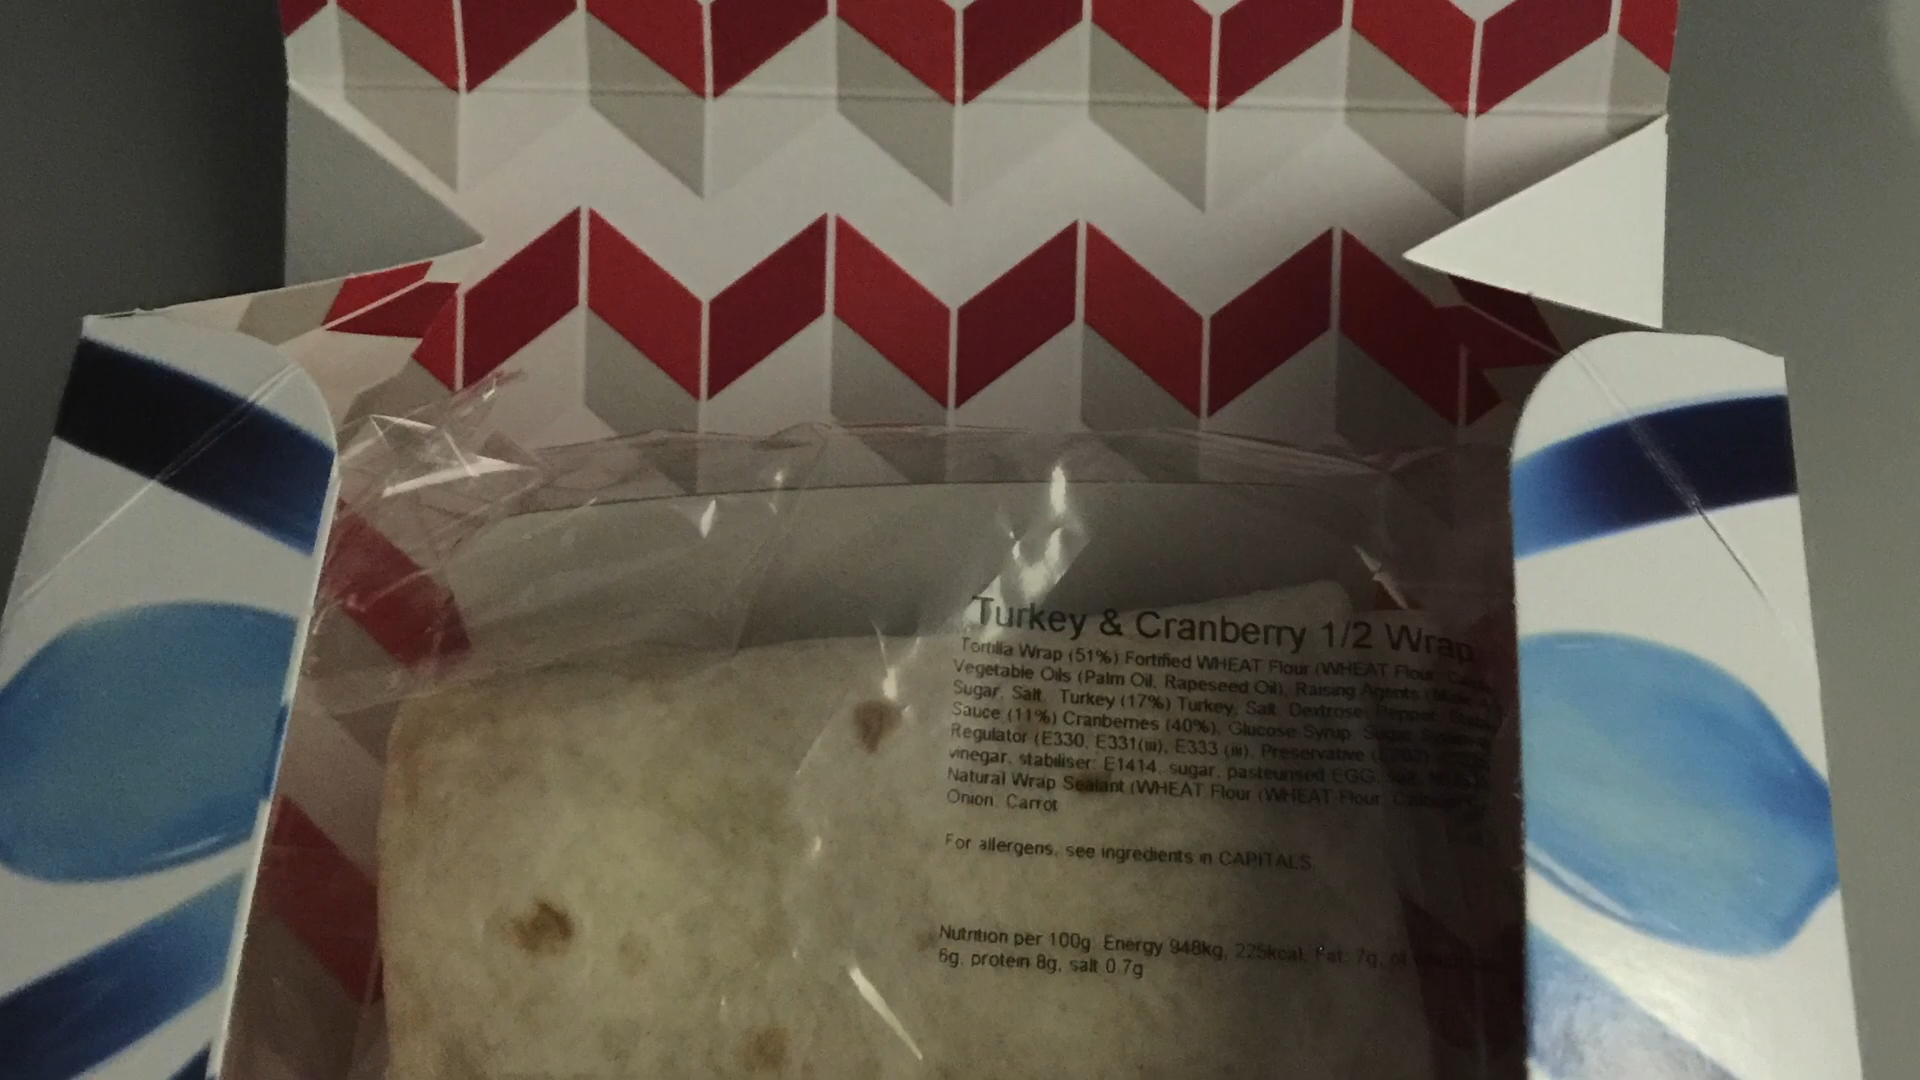 Turkey & Cranberry 1/2 Wrap
Tortilla Wrap (51%) Fortified WHEAT Flour (WHEAT Flour,
Vegetable Oils (Palm Oil, Rapeseed Oil), Raising Agents
Sugar, Salt. Turkey (17%) Turkey, Salt, Dextrose, Pepper,
Sauce (11%) Cranberries (40%), Glucose Syrup, Sugar
Regulator (E330, E331(iii), E333 (iii), Preservative
vinegar, stabiliser: E1414, sugar, pasteurised EGG,
Natural Wrap Sealant (WHEAT Flour (WHEAT Flour,
Onion, Carrot
For allergens, see ingredients in CAPITALS
Nutrition per 100g: Energy 948kg, 225kcal, Fat: 7g, of
6g, protein 8g, salt 0.7g